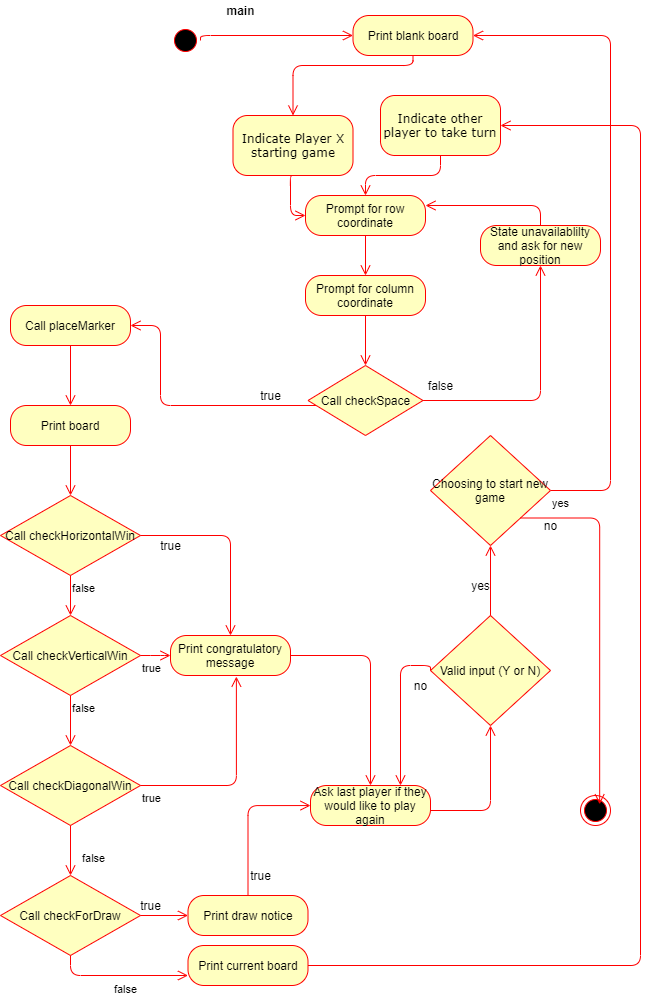 main
Print blank board
Indicate Player X
starting game
Indicate other
player to take turn
Prompt for row
coordinate
State unavailablilty
and ask for new
position
Prompt for column
coordinate
Call placeMarker
true
Call checkSpace
false
Print board
Choosing to start new
game
yes
no
Call checkHorizontalWin
true
false
yes
Call checkVerticalWin
true
Print congratulatory
message
Valid input (Y or N)
no
false
Call checkDiagonalWin
true
Ask last player if they
would like to play
again
false
true
Call checkForDraw
true
Print draw notice
false
Print current board